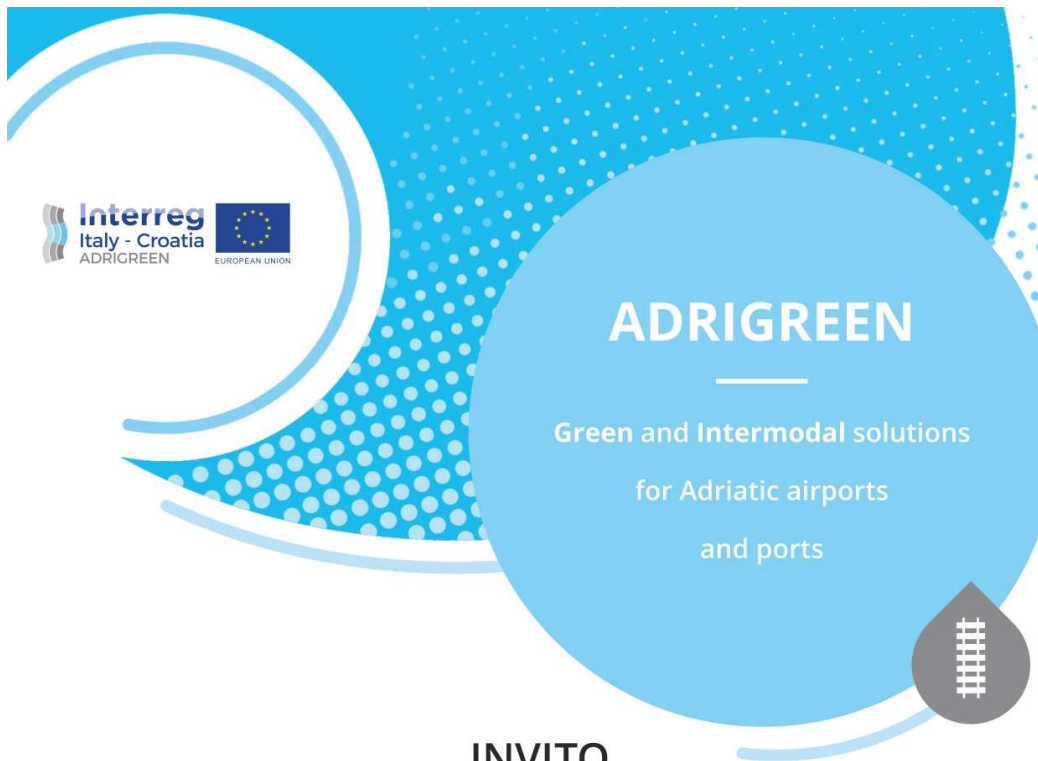 Interreg
Italy - Croatia
ADRIGREEN
EUROPEAN UNION
ADRIGREEN
Green and Intermodal solutions
for Adriatic airports
and ports
INVITO